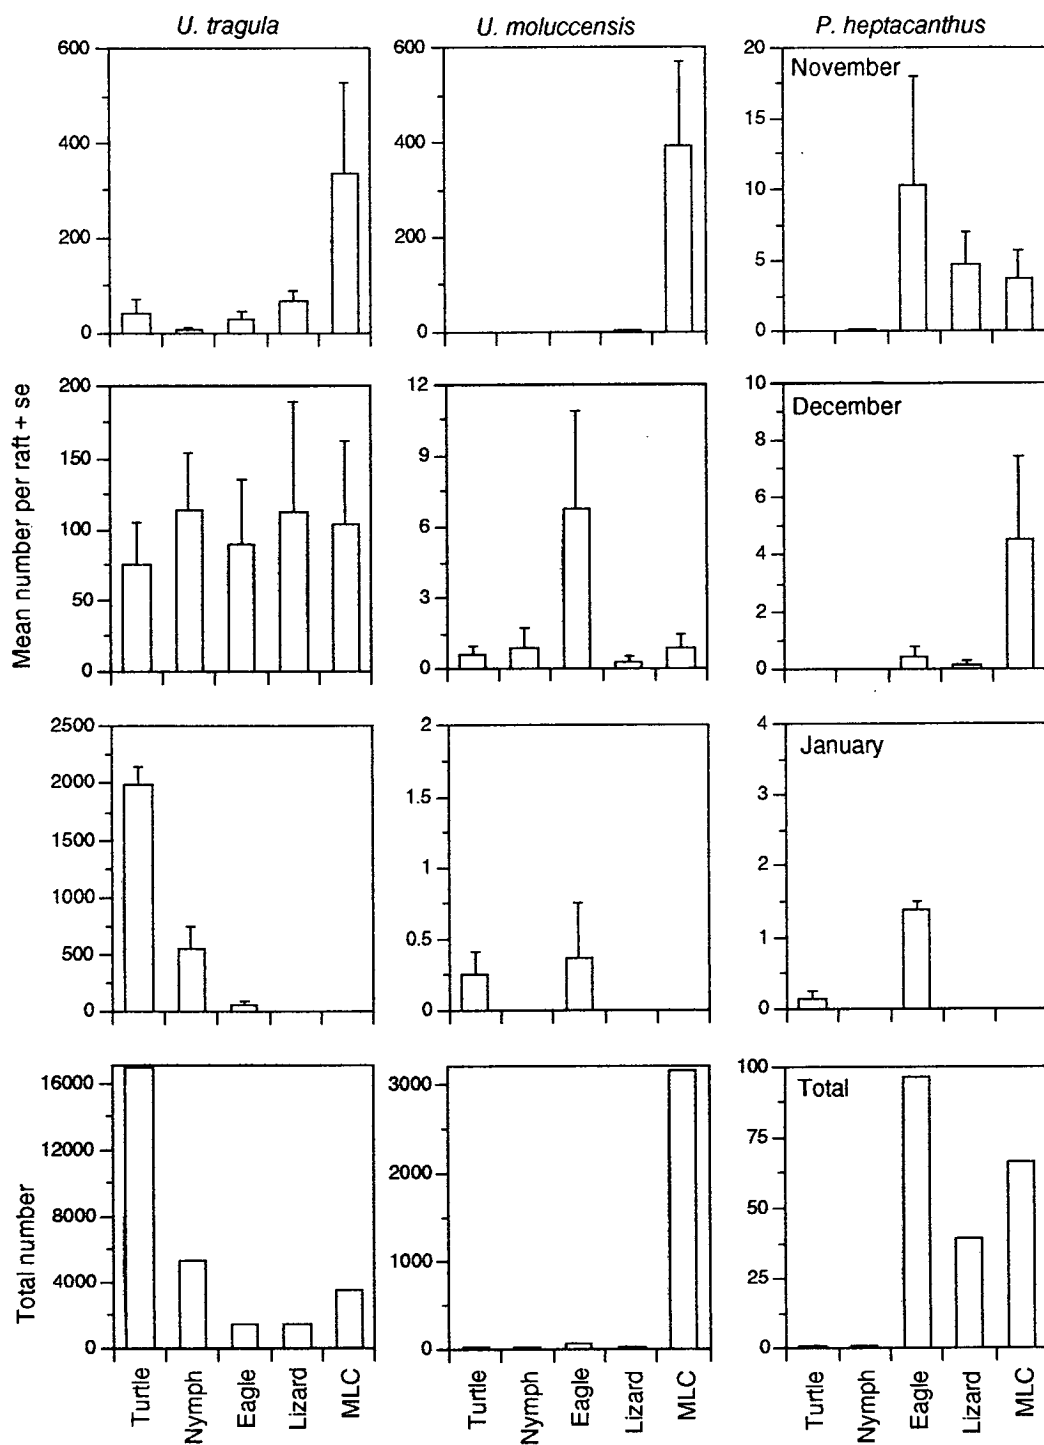 U. tragula U. moluccensis P. heptacanthus
600 600 20
November
15
400 400
10
200 200
5
0 0 0
200 12 10
December
8
150 9
6
100 6
4
50 3
2
0 0 0
Mean number per raft + se
2500 2 4
January
2000
1.5 3
1500
1 2
1000
500 0.5 1
0 0 0
16000 3000 100
Total
12000 75
2000
8000 50
1000
4000 25
0 0 0
Total number
Turtle Nymph Eagle Lizard MLC Turtle Nymph Eagle Lizard MLC Turtle Nymph Eagle Lizard MLC